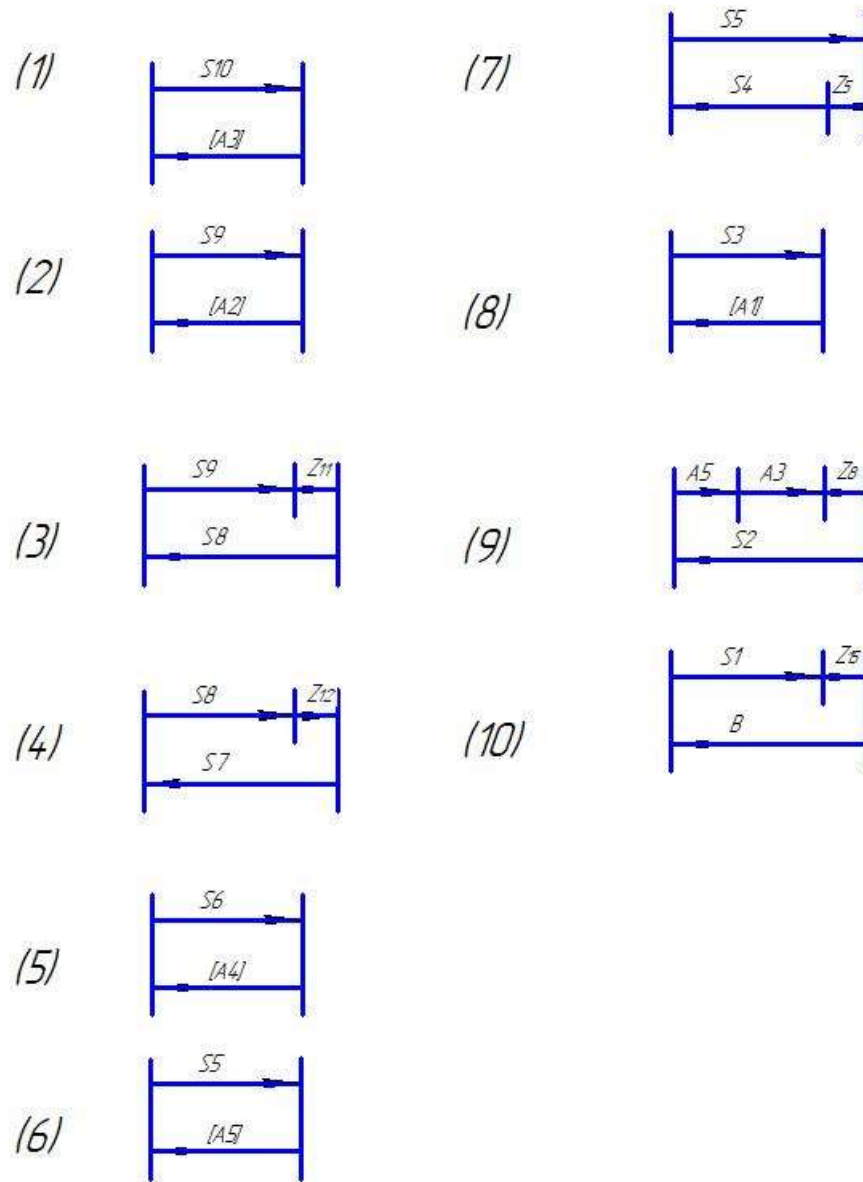 (1)
S10
[A3]
(2)
S9
[A2]
(3)
S9 Z11
S8
(4)
S8 Z12
S7
(5)
S6
[A4]
(6)
S5
[A5]
(7)
S5
S4 Z5
(8)
S3
[A1]
(9)
A5 A3 Z8
S2
(10)
S1 Z15
B